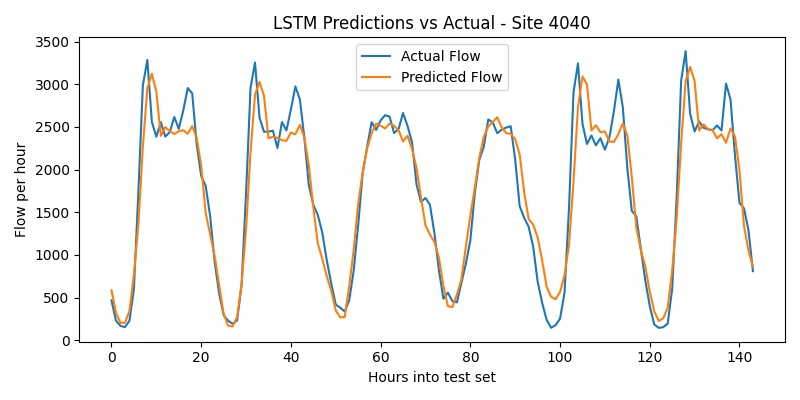 LSTM Predictions vs Actual - Site 4040
Actual Flow
Predicted Flow
Flow per hour
3500
3000
2500
2000
1500
1000
500
0
0 20 40 60 80 100 120 140
Hours into test set